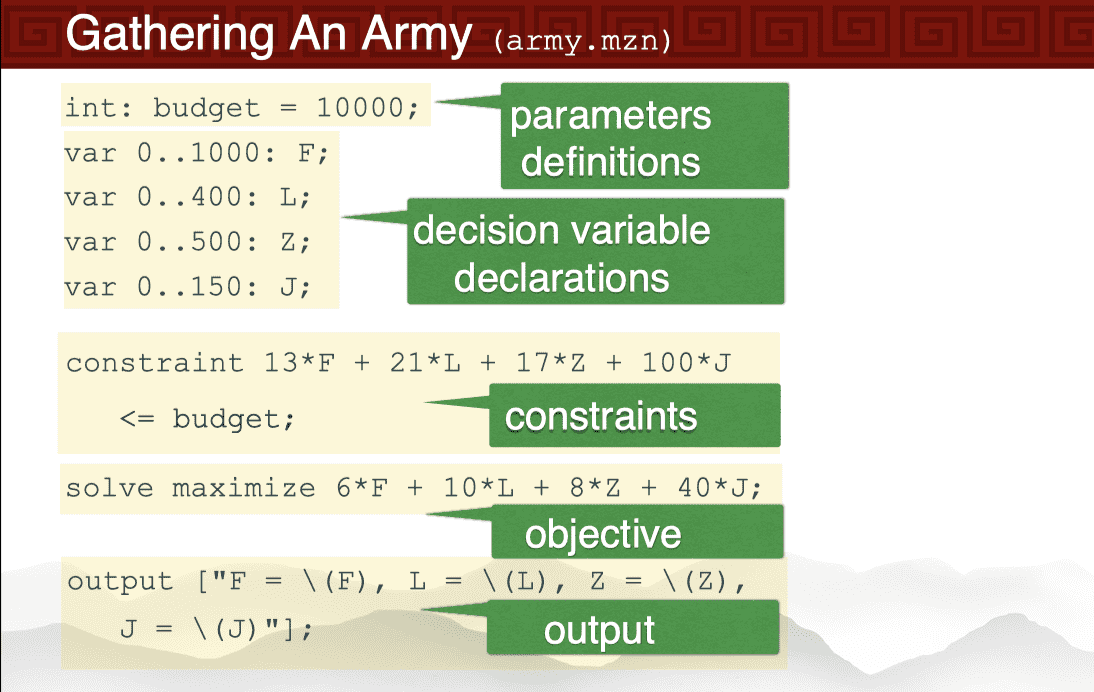 Gathering An Army (army.mzn)
int: budget = 10000;
parameters
definitions
var 0..1000: F;
var 0..400: L;
var 0..500: Z;
var 0..150: J;
decision variable
declarations
constraint 13*F + 21*L + 17*Z + 100*J
<= budget;
constraints
solve maximize 6*F + 10*L + 8*Z + 40*J;
objective
output ["F = \(F), L = \(L), Z = \(Z),
J = \(J)"];
output